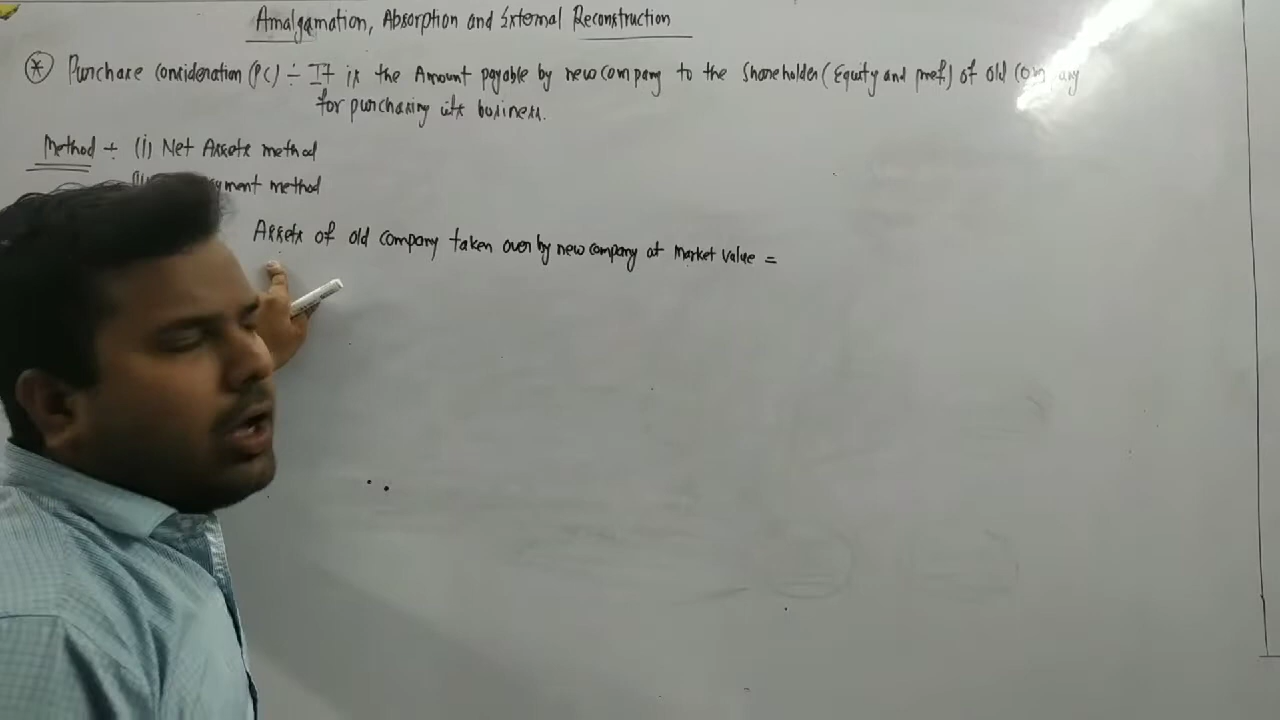 Amalgamation, Absorption and External Reconstruction
* Purchase Consideration (PC) ÷ It is the Amount payable by new company to the Shareholder (Equity and pref) of old Company
for purchasing its business.
Method ÷ (i) Net Assets method
method
Assets of old company taken over by new company at market value =